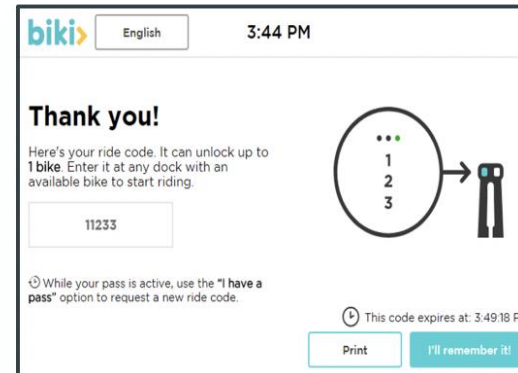 biki
English
3:44 PM
Thank you!
Here's your ride code. It can unlock up to
1 bike. Enter it at any dock with an
available bike to start riding.
11233
While your pass is active, use the "I have a
pass" option to request a new ride code.
1
2
3
This code expires at: 3:49:18 P
Print
I'll remember it!